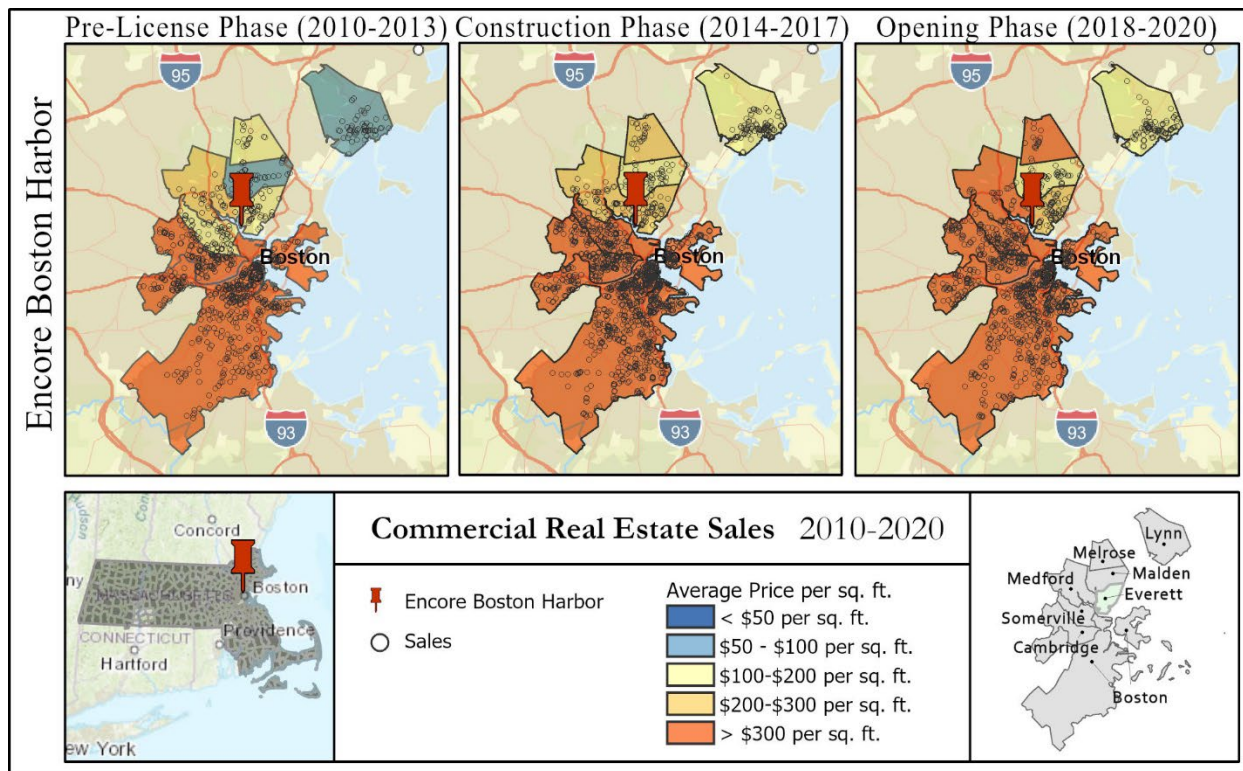 Pre-License Phase (2010-2013)
Construction Phase (2014-2017)
Opening Phase (2018-2020)
Encore Boston Harbor
95
Boston
93
95
Boston
93
95
Boston
93
Concord
Boston
Providence
CONNECTICUT
Hartford
ew York
Commercial Real Estate Sales 2010-2020
Encore Boston Harbor
Sales
Average Price per sq. ft.
< $50 per sq. ft.
$50 - $100 per sq. ft.
$100-$200 per sq. ft.
$200-$300 per sq. ft.
> $300 per sq. ft.
Lynn
Melrose
Malden
Medford
Everett
Somerville
Cambridge
Boston